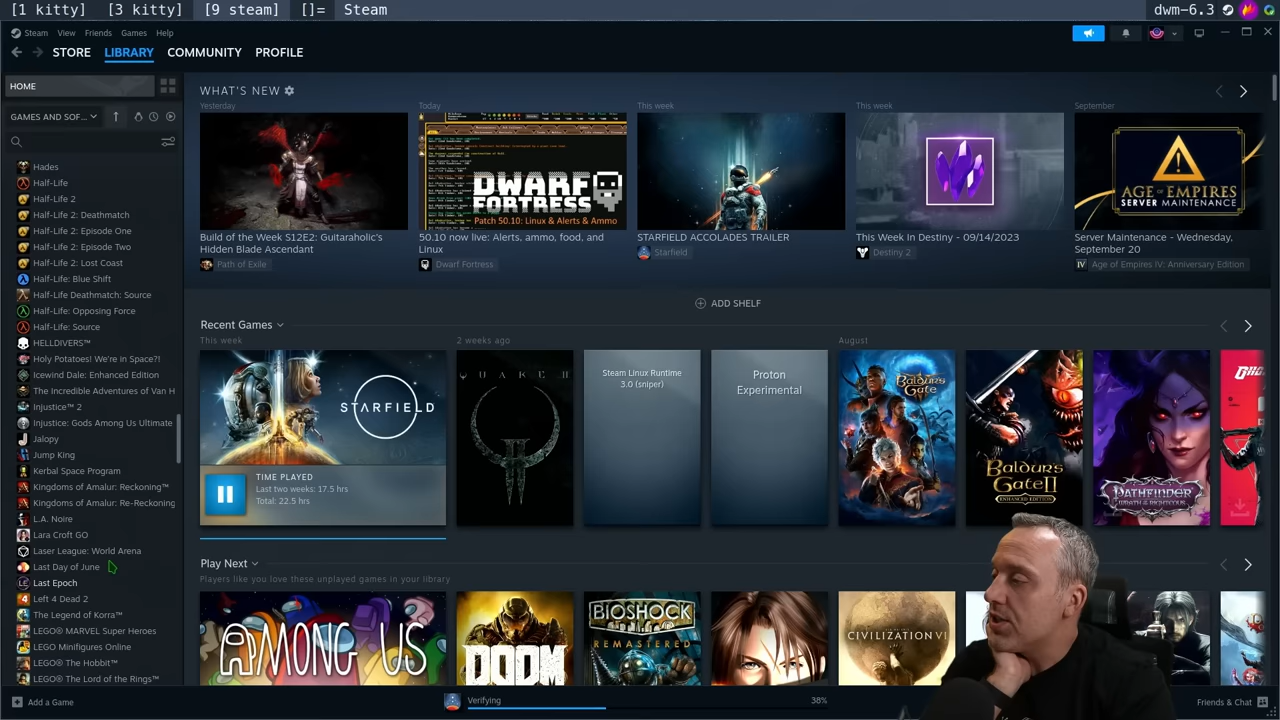 [1 kitty] [3 kitty] [9 steam] []= Steam dwm-6.3
Steam View Friends Games Help
STORE LIBRARY COMMUNITY PROFILE
HOME
GAMES AND SOF...
Hades
Half-Life
Half-Life 2
Half-Life 2: Deathmatch
Half-Life 2: Episode One
Half-Life 2: Episode Two
Half-Life 2: Lost Coast
Half-Life: Blue Shift
Half-Life Deathmatch: Source
Half-Life: Opposing Force
Half-Life: Source
HELLDIVERS™
Holy Potatoes! We're in Space?!
Icewind Dale: Enhanced Edition
The Incredible Adventures of Van H
Injustice™ 2
Injustice: Gods Among Us Ultimate
Jalopy
Jump King
Kerbal Space Program
Kingdoms of Amalur: Reckoning™
Kingdoms of Amalur: Re-Reckoning
L.A. Noire
Lara Croft GO
Laser League: World Arena
Last Day of June
Last Epoch
Left 4 Dead 2
The Legend of Korra™
LEGO® MARVEL Super Heroes
LEGO Minifigures Online
LEGO® The Hobbit™
LEGO® The Lord of the Rings™
Add a Game
WHAT'S NEW
Yesterday
Build of the Week S12E2: Guitaraholic's
Hidden Blade Ascendant
Path of Exile
Today
DWARF
FORTRESS
Patch 50.10: Linux & Alerts & Ammo
50.10 now live: Alerts, ammo, food, and
Linux
Dwarf Fortress
This week
STARFIELD ACCOLADES TRAILER
Starfield
This week
This Week In Destiny - 09/14/2023
Destiny 2
September
AGE OF EMPIRES
SERVER MAINTENANCE
Server Maintenance - Wednesday,
September 20
IV Age of Empires IV: Anniversary Edition
ADD SHELF
Recent Games
This week
STARFIELD
TIME PLAYED
Last two weeks: 17.5 hrs
Total: 22.5 hrs
2 weeks ago
QUAKE II
Steam Linux Runtime
3.0 (sniper)
Proton
Experimental
August
Baldur's
Gate
Baldur's
Gate II
ENHANCED EDITION
PATHFINDER
WRATH of the RIGHTEOUS
Play Next
Players like you love these unplayed games in your library
AMONG US
DOOM
BIOSHOCK
REMASTERED
CIVILIZATION VI
Verifying 38%
Friends & Chat